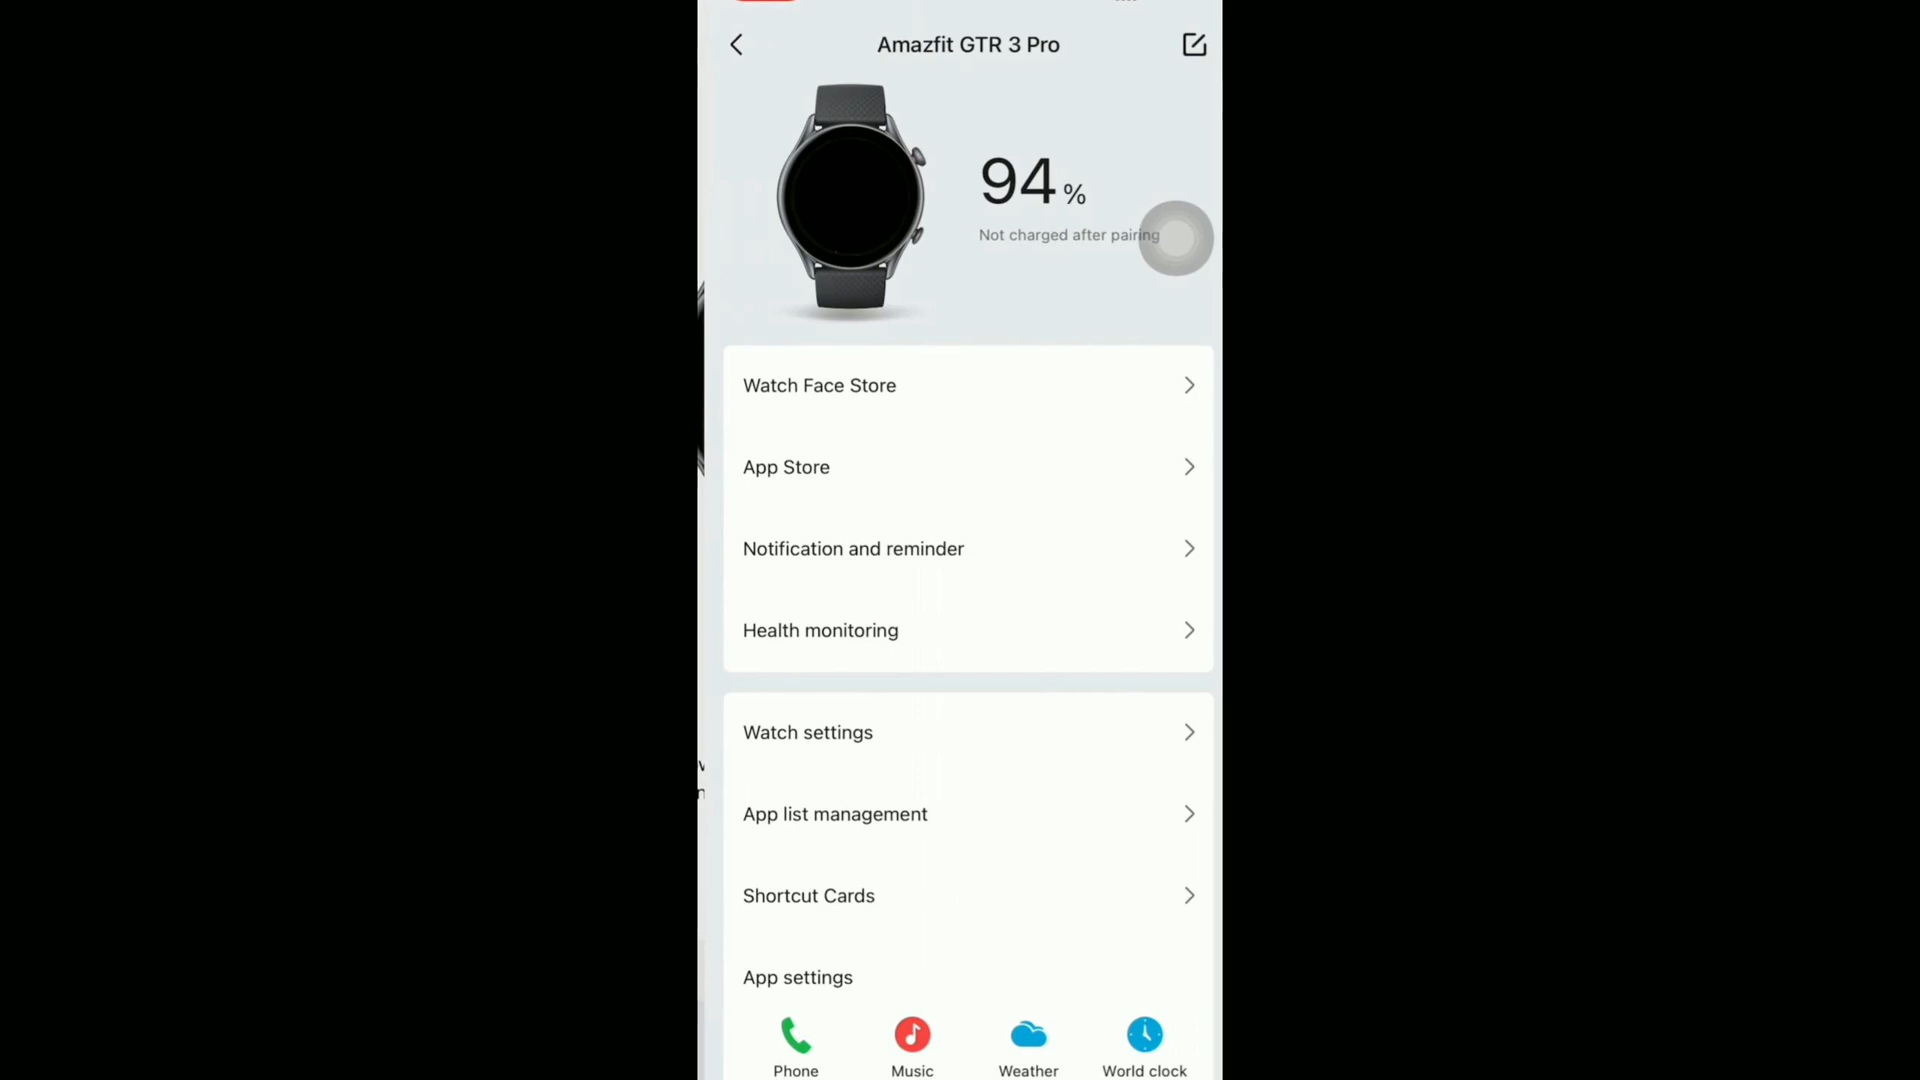 Amazfit GTR 3 Pro
94 %
Not charged after pairing
Watch Face Store
App Store
Notification and reminder
Health monitoring
Watch settings
App list management
Shortcut Cards
App settings
Phone Music Weather World clock